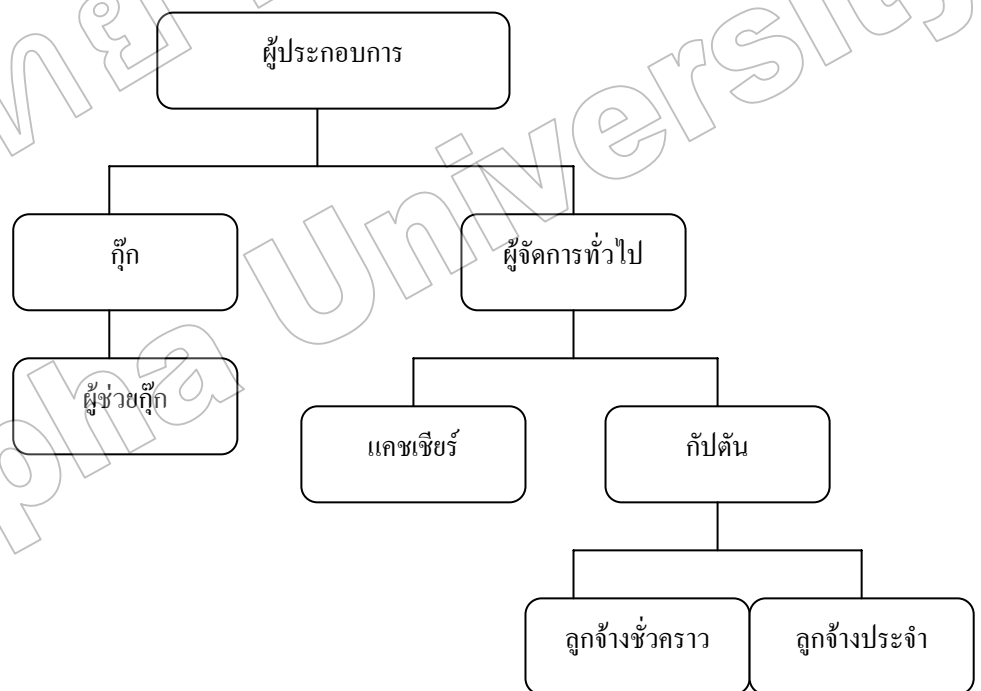 ผู้ประกอบการ
กุ๊ก
ผู้จัดการทั่วไป
ผู้ช่วยกุ๊ก
แคชเชียร์
กัปตัน
ลูกจ้างชั่วคราว
ลูกจ้างประจำ
University